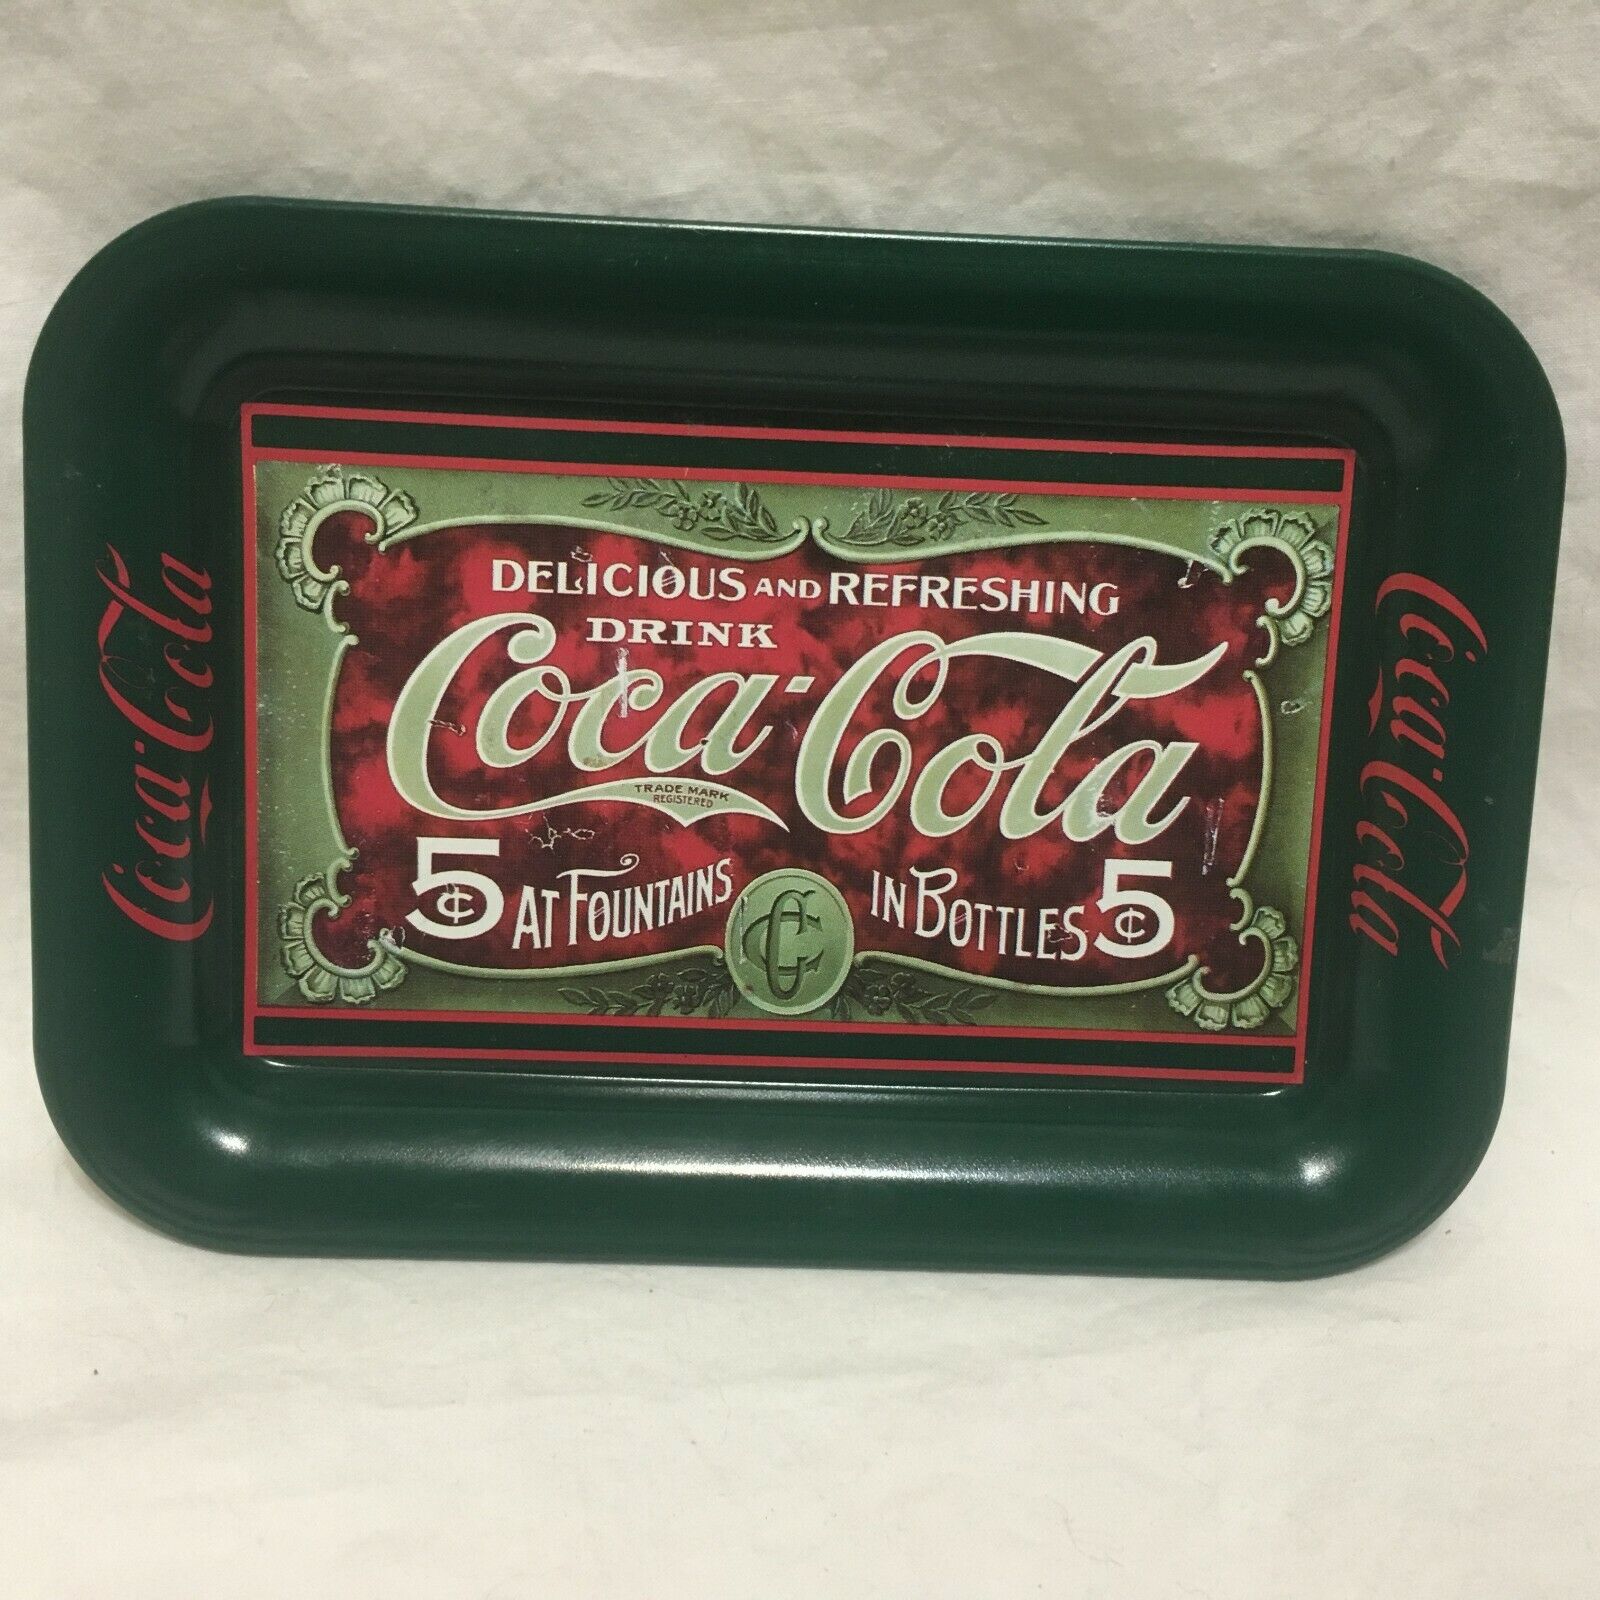 DELICIOUS AND REFRESHING
DRINK
Coca-Cola
TRADE MARK
REGISTERED
5¢ AT FOUNTAINS
IN BOTTLES 5¢
CC
Coca-Cola
Coca-Cola